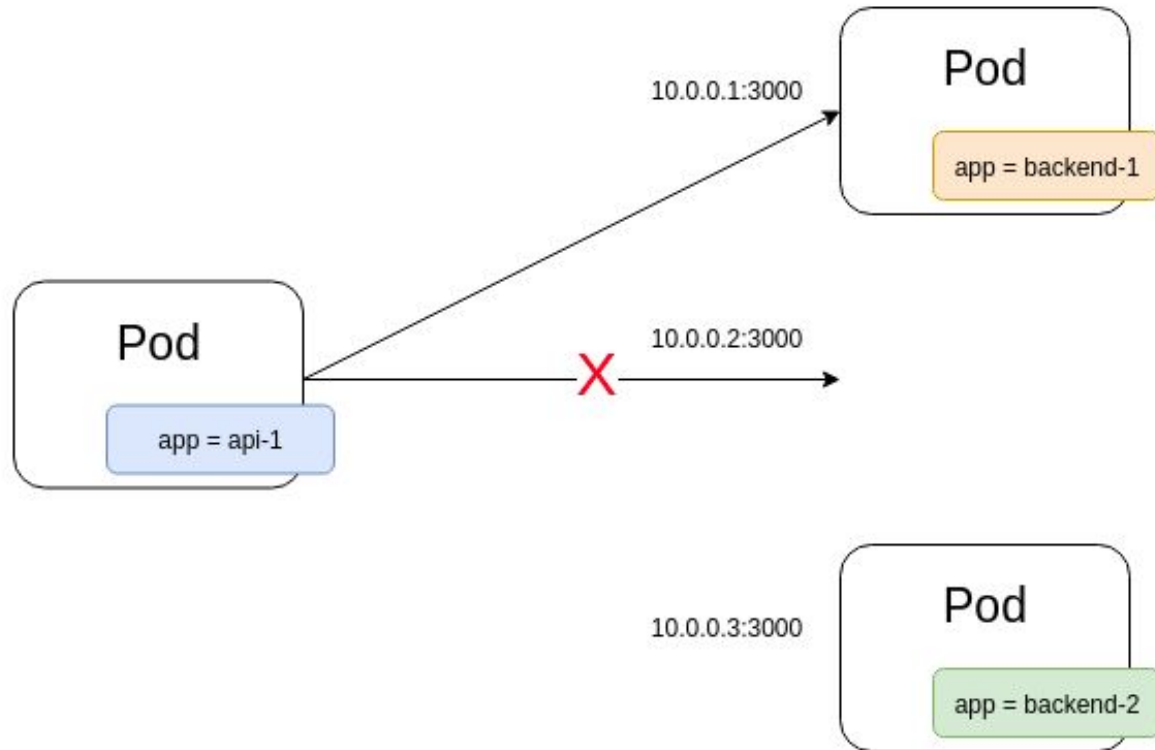 Pod
10.0.0.1:3000
app = backend-1
Pod
10.0.0.2:3000
X
app = api-1
Pod
10.0.0.3:3000
app = backend-2